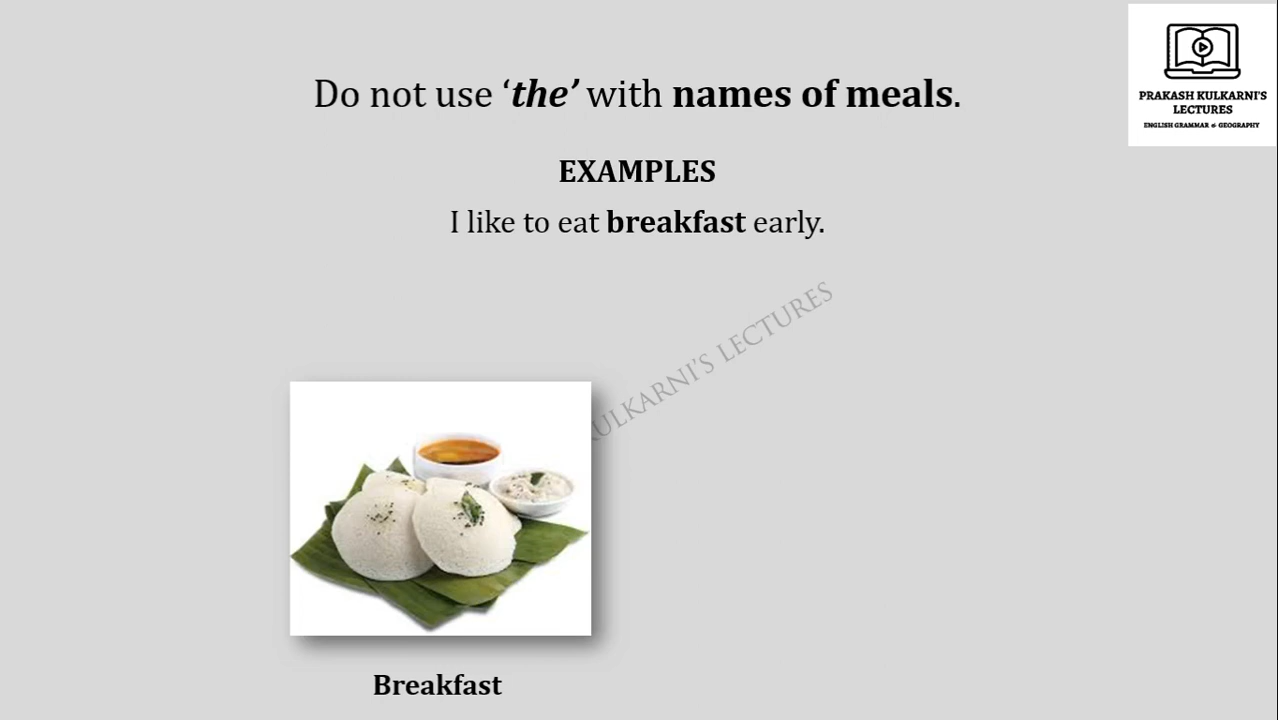 Do not use ‘the’ with names of meals.
EXAMPLES
I like to eat breakfast early.
PRAKASH KULKARNI'S
LECTURES
ENGLISH GRAMMAR & GEOGRAPHY
KULKARNI'S LECTURES
Breakfast